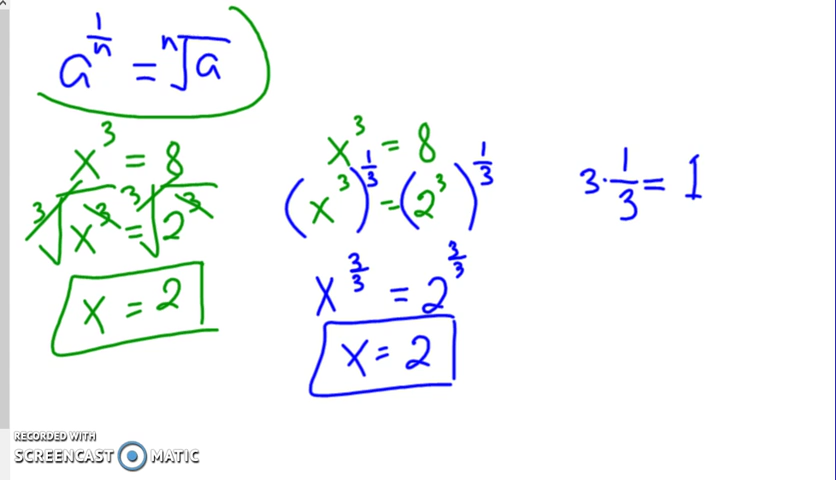 a^{1/n} = ⁿ√a
x³ = 8
³√x³ = ³√2³
x = 2
x³ = 8
(x³)^{1/3} = (2³)^{1/3}
x^{3/3} = 2^{3/3}
x = 2
3 · 1/3 = 1
RECORDED WITH
SCREENCAST MATIC